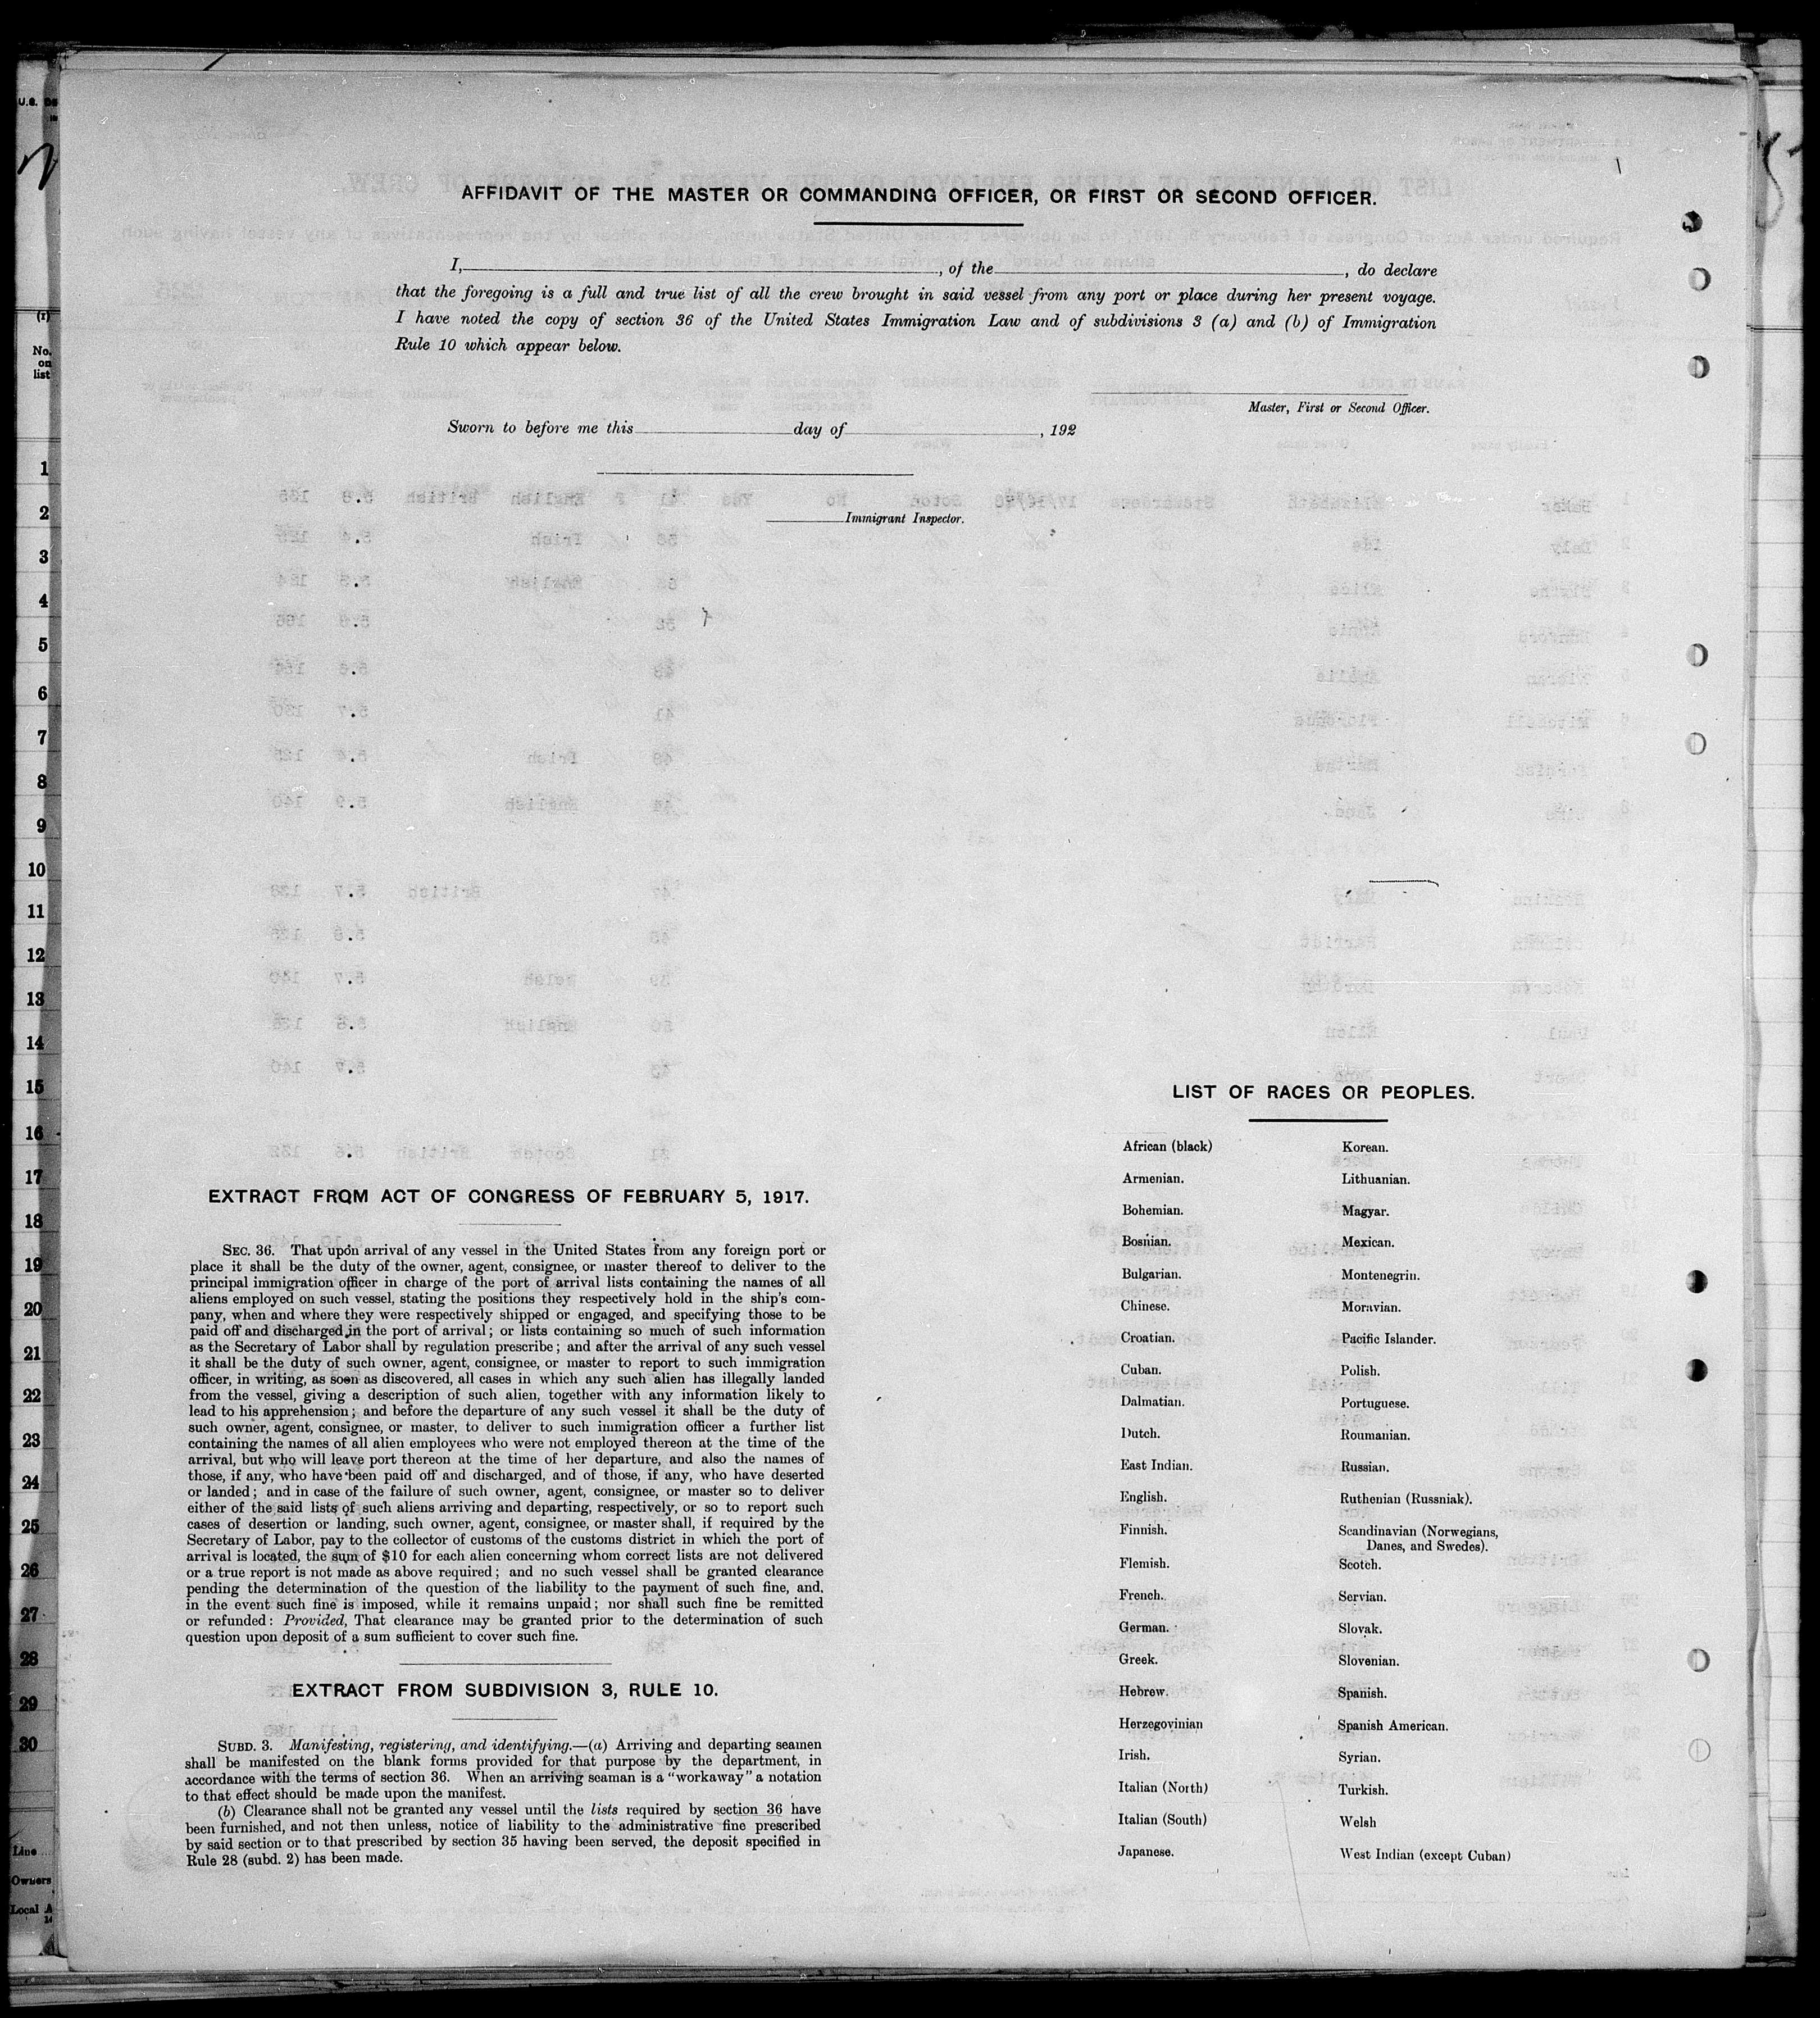 AFFIDAVIT OF THE MASTER OR COMMANDING OFFICER, OR FIRST OR SECOND OFFICER.
I, , of the , do declare
that the foregoing is a full and true list of all the crew brought in said vessel from any port or place during her present voyage.
I have noted the copy of section 36 of the United States Immigration Law and of subdivisions 3 (a) and (b) of Immigration
Rule 10 which appear below.
Master, First or Second Officer.
Sworn to before me this day of , 192
Immigrant Inspector.
U.S. DE
(1)
No.
on
list
1
2
3
4
5
6
7
8
9
10
11
12
13
14
15
16
17
18
19
20
21
22
23
24
25
26
27
28
29
30
Line
Owners
Local A
EXTRACT FROM ACT OF CONGRESS OF FEBRUARY 5, 1917.
SEC. 36. That upon arrival of any vessel in the United States from any foreign port or
place it shall be the duty of the owner, agent, consignee, or master thereof to deliver to the
principal immigration officer in charge of the port of arrival lists containing the names of all
aliens employed on such vessel, stating the positions they respectively hold in the ship's com-
pany, when and where they were respectively shipped or engaged, and specifying those to be
paid off and discharged in the port of arrival; or lists containing so much of such information
as the Secretary of Labor shall by regulation prescribe; and after the arrival of any such vessel
it shall be the duty of such owner, agent, consignee, or master to report to such immigration
officer, in writing, as soon as discovered, all cases in which any such alien has illegally landed
from the vessel, giving a description of such alien, together with any information likely to
lead to his apprehension; and before the departure of any such vessel it shall be the duty of
such owner, agent, consignee, or master, to deliver to such immigration officer a further list
containing the names of all alien employees who were not employed thereon at the time of the
arrival, but who will leave port thereon at the time of her departure, and also the names of
those, if any, who have been paid off and discharged, and of those, if any, who have deserted
or landed; and in case of the failure of such owner, agent, consignee, or master so to deliver
either of the said lists of such aliens arriving and departing, respectively, or so to report such
cases of desertion or landing, such owner, agent, consignee, or master shall, if required by the
Secretary of Labor, pay to the collector of customs of the customs district in which the port of
arrival is located, the sum of $10 for each alien concerning whom correct lists are not delivered
or a true report is not made as above required; and no such vessel shall be granted clearance
pending the determination of the question of the liability to the payment of such fine, and,
in the event such fine is imposed, while it remains unpaid; nor shall such fine be remitted
or refunded: Provided, That clearance may be granted prior to the determination of such
question upon deposit of a sum sufficient to cover such fine.
EXTRACT FROM SUBDIVISION 3, RULE 10.
SUBD. 3. Manifesting, registering, and identifying.—(a) Arriving and departing seamen
shall be manifested on the blank forms provided for that purpose by the department, in
accordance with the terms of section 36. When an arriving seaman is a "workaway" a notation
to that effect should be made upon the manifest.
(b) Clearance shall not be granted any vessel until the lists required by section 36 have
been furnished, and not then unless, notice of liability to the administrative fine prescribed
by said section or to that prescribed by section 35 having been served, the deposit specified in
Rule 28 (subd. 2) has been made.
LIST OF RACES OR PEOPLES.
African (black)
Armenian.
Bohemian.
Bosnian.
Bulgarian.
Chinese.
Croatian.
Cuban.
Dalmatian.
Dutch.
East Indian.
English.
Finnish.
Flemish.
French.
German.
Greek.
Hebrew.
Herzegovinian
Irish.
Italian (North)
Italian (South)
Japanese.
Korean.
Lithuanian.
Magyar.
Mexican.
Montenegrin.
Moravian.
Pacific Islander.
Polish.
Portuguese.
Roumanian.
Russian.
Ruthenian (Russniak).
Scandinavian (Norwegians,
Danes, and Swedes).
Scotch.
Servian.
Slovak.
Slovenian.
Spanish.
Spanish American.
Syrian.
Turkish.
Welsh
West Indian (except Cuban)